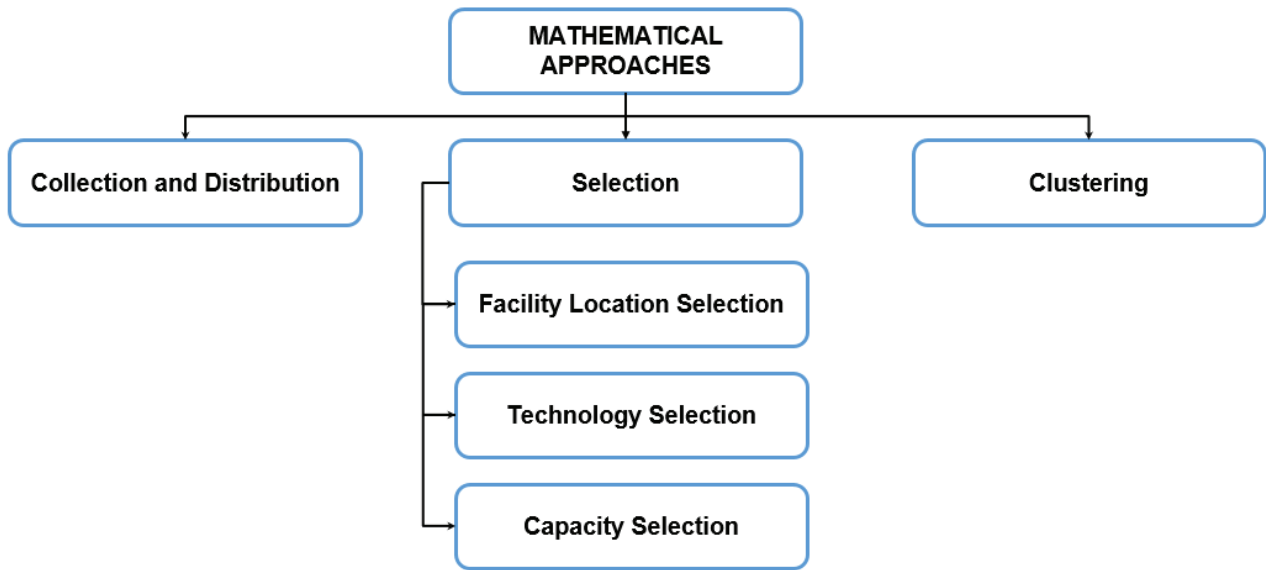 MATHEMATICAL
APPROACHES
Collection and Distribution
Selection
Clustering
Facility Location Selection
Technology Selection
Capacity Selection